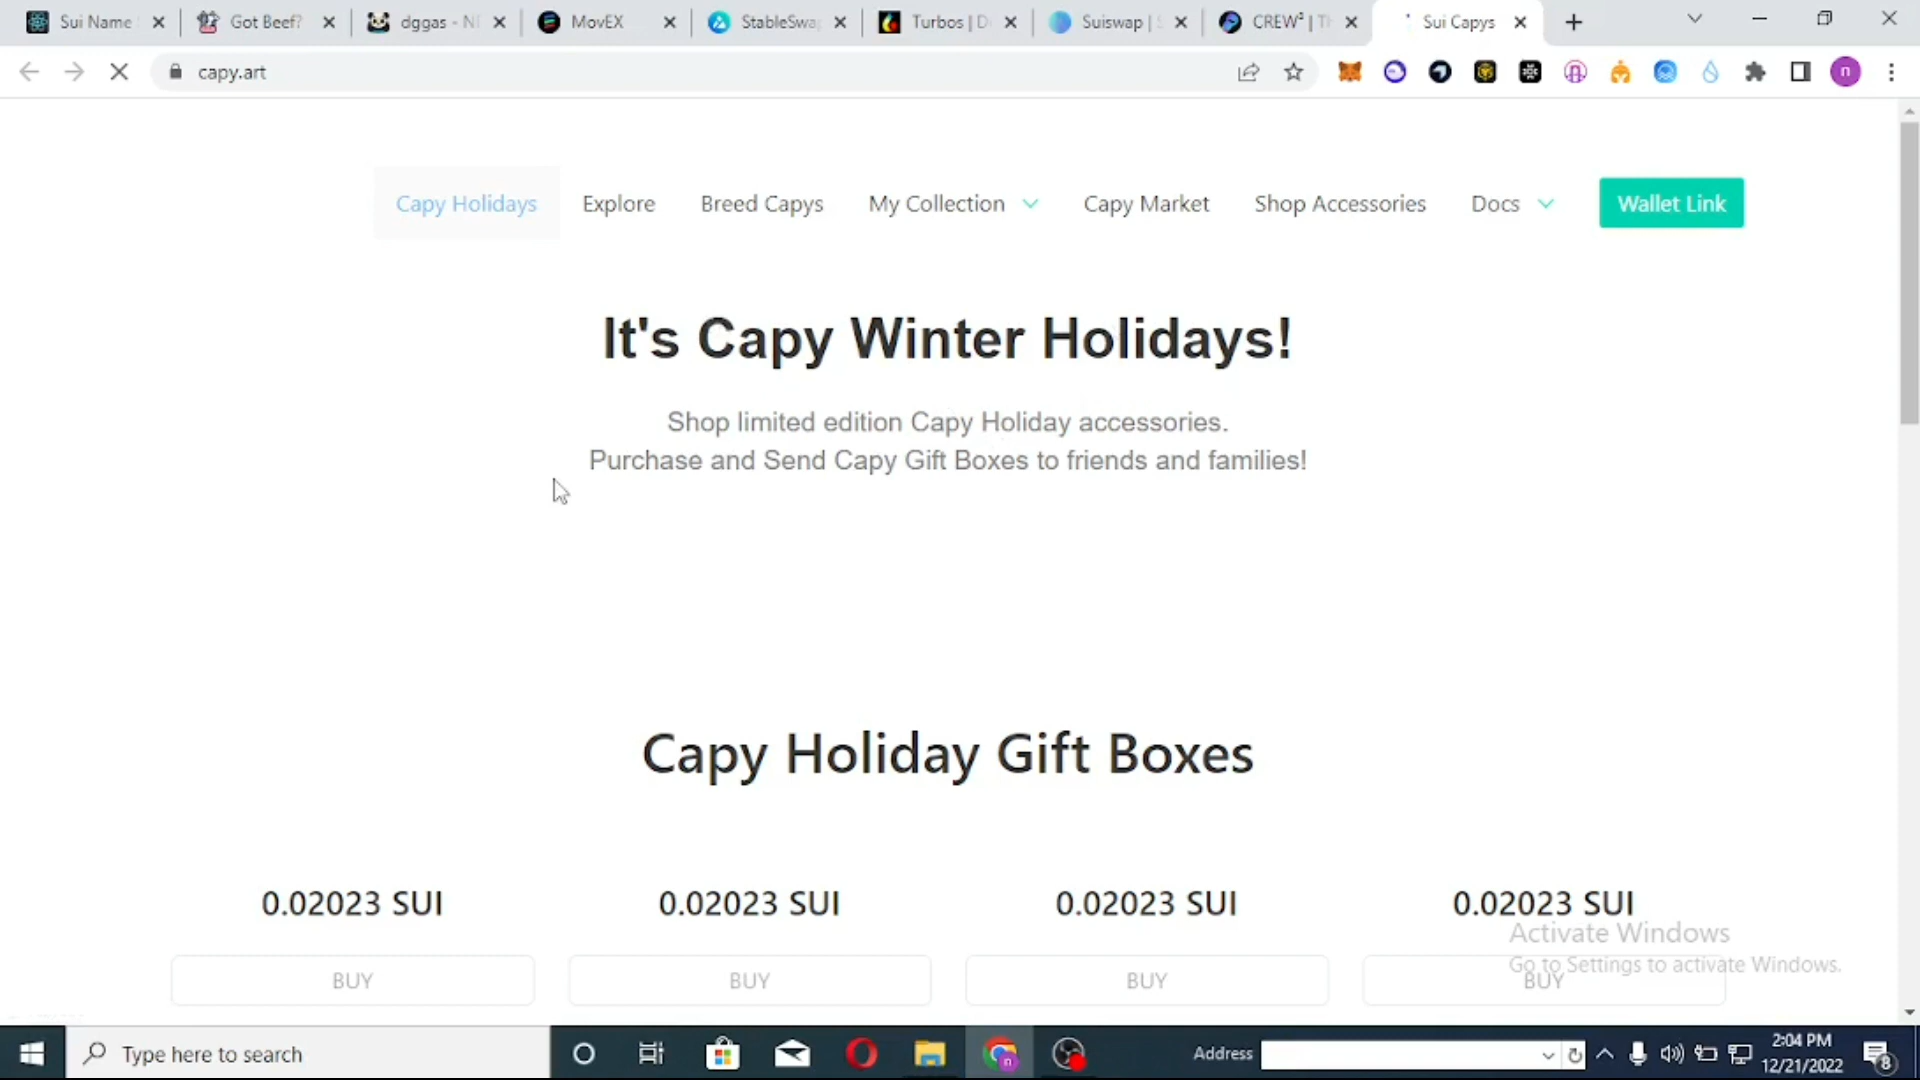 Sui Name
Got Beef?
dggas - NF
MovEX
StableSwa
Turbos | D
Suiswap |
CREW² | Th
Sui Capys
capy.art
n
Capy Holidays
Explore
Breed Capys
My Collection
Capy Market
Shop Accessories
Docs
Wallet Link
It's Capy Winter Holidays!
Shop limited edition Capy Holiday accessories.
Purchase and Send Capy Gift Boxes to friends and families!
Capy Holiday Gift Boxes
0.02023 SUI
0.02023 SUI
0.02023 SUI
0.02023 SUI
BUY
BUY
BUY
BUY
Activate Windows
Go to Settings to activate Windows.
Type here to search
Address
2:04 PM
12/21/2022
8